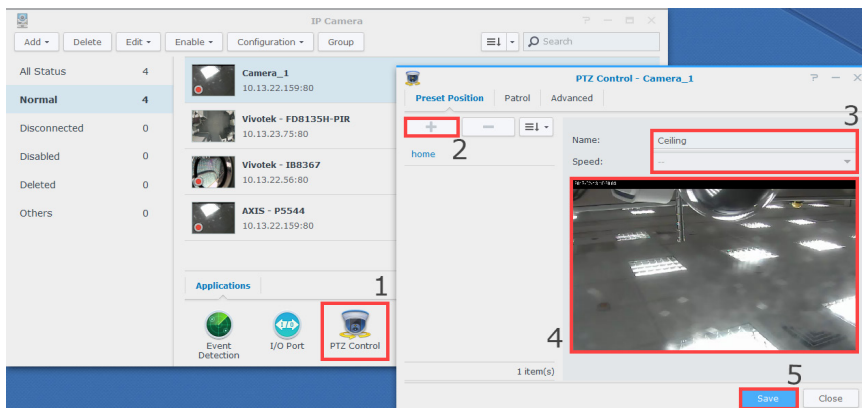 IP Camera
Add
Delete
Edit
Enable
Configuration
Group
Search
All Status 4
Normal 4
Disconnected 0
Disabled 0
Deleted 0
Others 0
Camera_1
10.13.22.159:80
Vivotek - FD8135H-PIR
10.13.23.75:80
Vivotek - IB8367
10.13.22.56:80
AXIS - P5544
10.13.22.159:80
Applications
1
Event
Detection
I/O Port
PTZ Control
PTZ Control - Camera_1
Preset Position Patrol Advanced
2
home
3
Name: Ceiling
Speed: --
4
1 item(s)
5
Save
Close